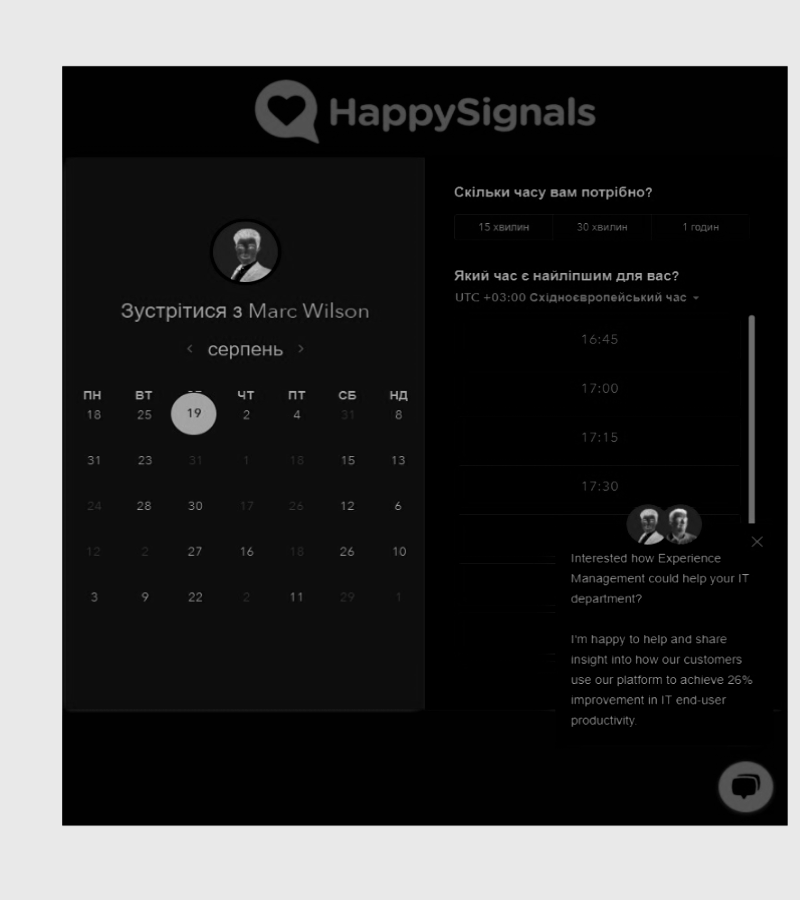 HappySignals
Зустрітися з Marc Wilson
серпень
ПН ВТ ЧТ ПТ СБ НД
18 25 19 2 4 31 8
31 23 31 1 18 15 13
24 28 30 17 26 12 6
12 2 27 16 18 26 10
3 9 22 2 11 29 1
Скільки часу вам потрібно?
15 хвилин 30 хвилин 1 годин
Який час є найліпшим для вас?
UTC +03:00 Східноєвропейський час
16:45
17:00
17:15
17:30
Interested how Experience
Management could help your IT
department?
I'm happy to help and share
insight into how our customers
use our platform to achieve 26%
improvement in IT end-user
productivity.